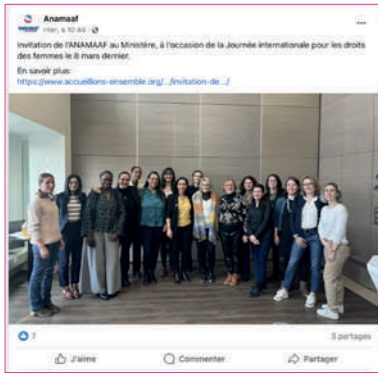 Anamaaf
Hier, à 10:44
Invitation de l'ANAMAAF au Ministère, à l'occasion de la Journée internationale pour les droits
des femmes le 8 mars dernier.
En savoir plus:
https://www.accueillions-ensemble.org/.../invitation-de.../
7
3 partages
J'aime
Commenter
Partager